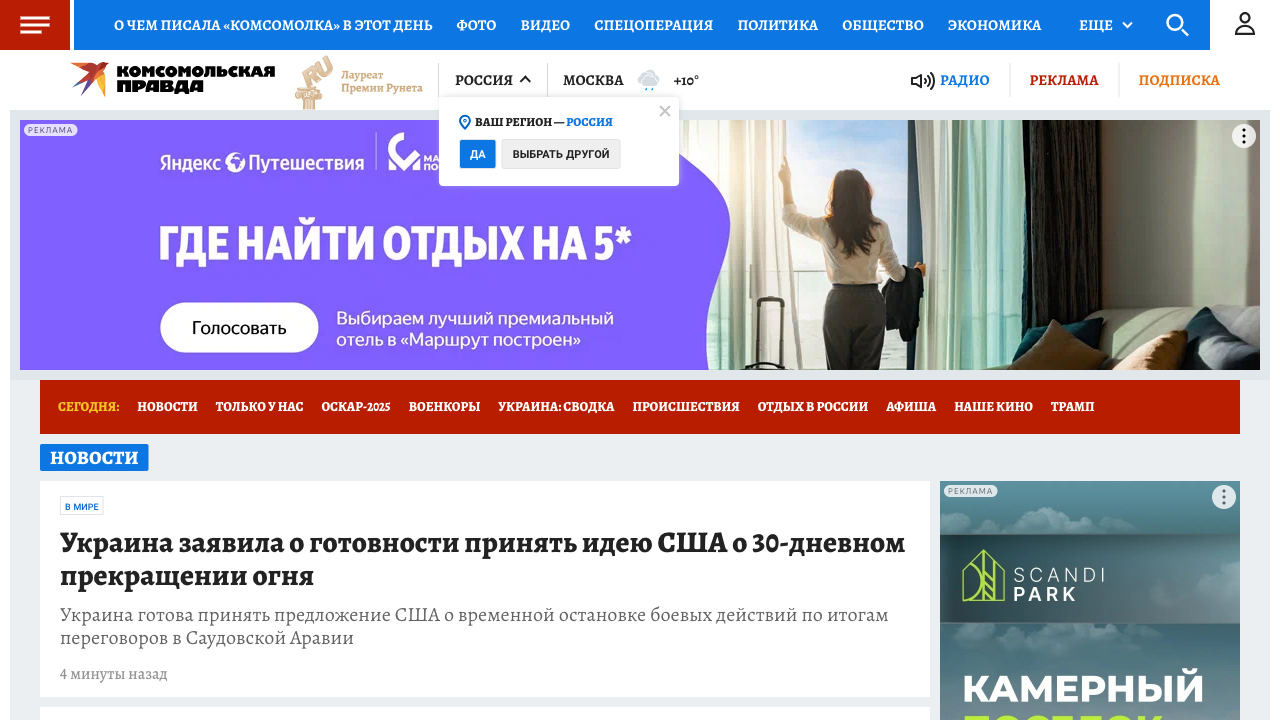 О ЧЕМ ПИСАЛА «КОМСОМОЛКА» В ЭТОТ ДЕНЬ ФОТО ВИДЕО СПЕЦОПЕРАЦИЯ ПОЛИТИКА ОБЩЕСТВО ЭКОНОМИКА ЕЩЕ
КОМСОМОЛЬСКАЯ
ПРАВДА
.RU
Лауреат
Премии Рунета
РОССИЯ МОСКВА +10°
РАДИО РЕКЛАМА ПОДПИСКА
ВАШ РЕГИОН — РОССИЯ
ДА ВЫБРАТЬ ДРУГОЙ
РЕКЛАМА
Яндекс Путешествия
ГДЕ НАЙТИ ОТДЫХ НА 5*
Голосовать
Выбираем лучший премиальный
отель в «Маршрут построен»
СЕГОДНЯ: НОВОСТИ ТОЛЬКО У НАС ОСКАР-2025 ВОЕНКОРЫ УКРАИНА: СВОДКА ПРОИСШЕСТВИЯ ОТДЫХ В РОССИИ АФИША НАШЕ КИНО ТРАМП
НОВОСТИ
В МИРЕ
Украина заявила о готовности принять идею США о 30-дневном
прекращении огня
Украина готова принять предложение США о временной остановке боевых действий по итогам
переговоров в Саудовской Аравии
4 минуты назад
РЕКЛАМА
SCANDI
PARK
КАМЕРНЫЙ